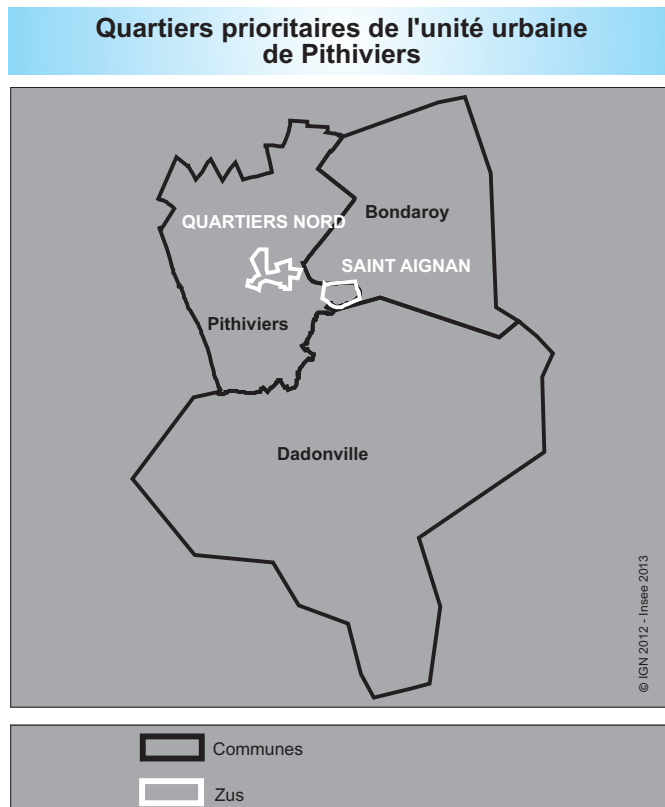 Quartiers prioritaires de l'unité urbaine
de Pithiviers
Bondaroy
QUARTIERS NORD
SAINT AIGNAN
Pithiviers
Dadonville
© IGN 2012 - Insee 2013
Communes
Zus